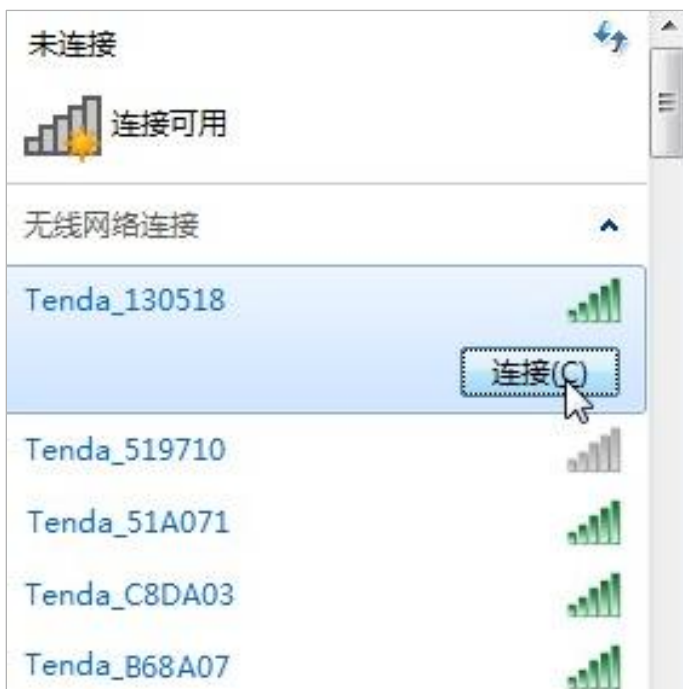 未连接
连接可用
无线网络连接
Tenda_130518
连接(C)
Tenda_519710
Tenda_51A071
Tenda_C8DA03
Tenda_B68A07